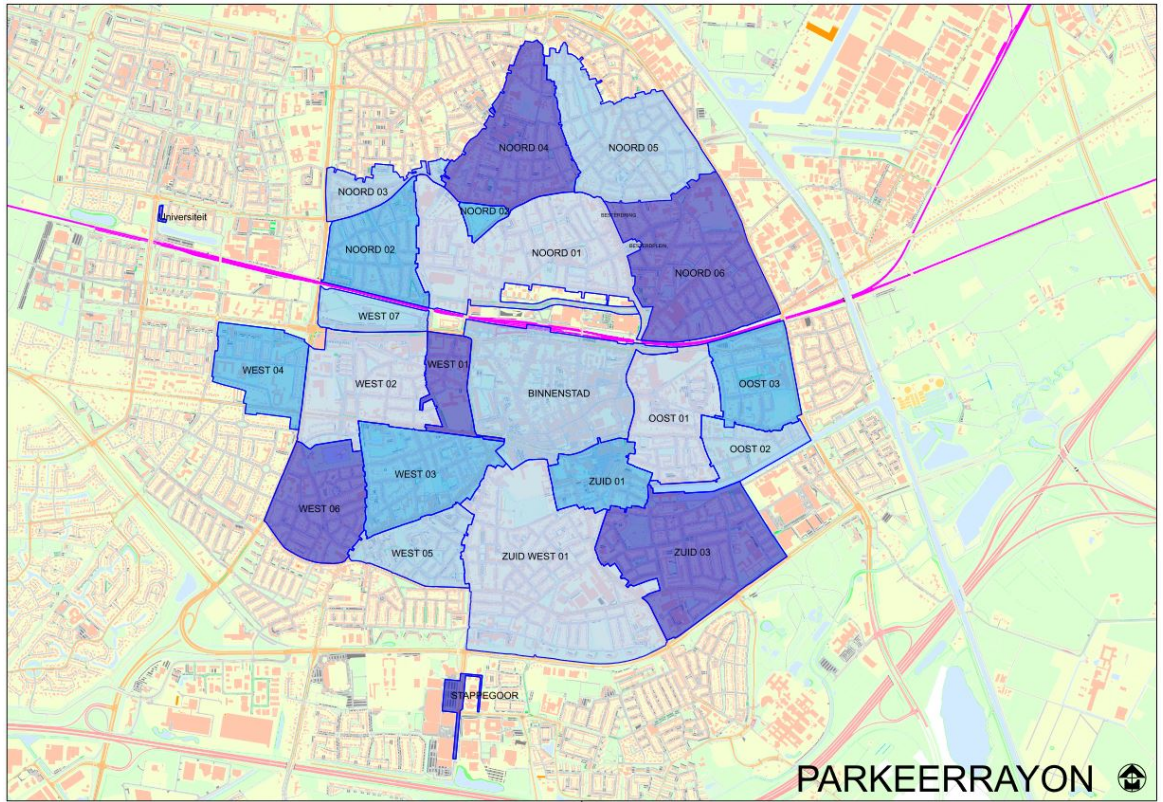 NOORD 04
NOORD 05
NOORD 03
NOORD 02
Universiteit
NOORD 02
NOORD 01
NOORD 06
WEST 07
WEST 01
WEST 04
WEST 02
BINNENSTAD
OOST 03
OOST 01
OOST 02
WEST 03
ZUID 01
WEST 06
WEST 05
ZUID WEST 01
ZUID 03
STAPPEGOOR
PARKEERRAYON